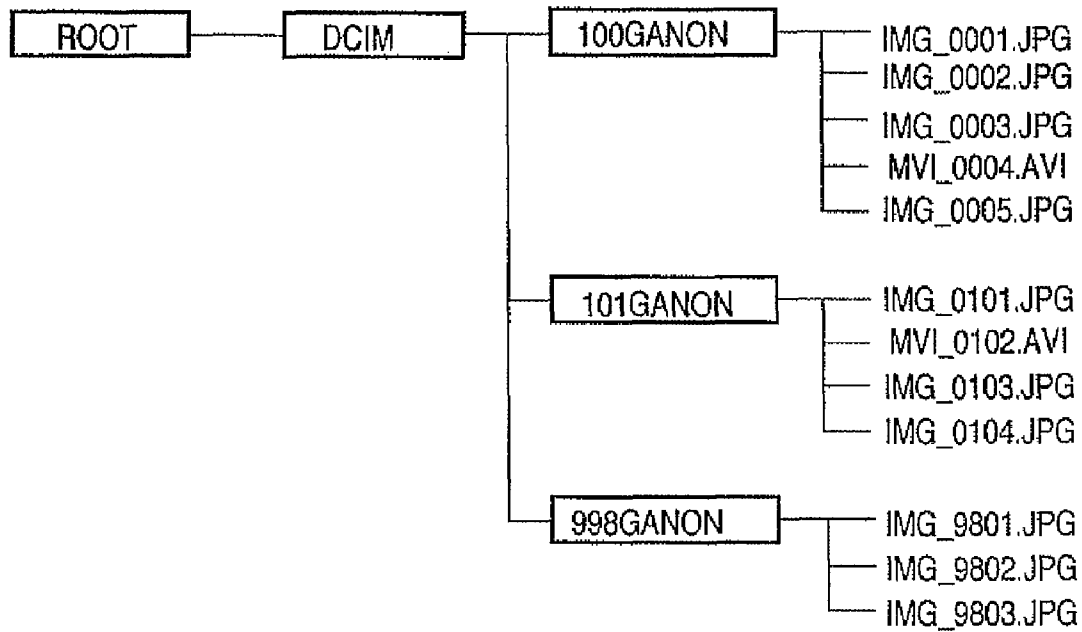 ROOT DCIM 100GANON IMG_0001.JPG
IMG_0002.JPG
IMG_0003.JPG
MVI_0004.AVI
IMG_0005.JPG
101GANON IMG_0101.JPG
MVI_0102.AVI
IMG_0103.JPG
IMG_0104.JPG
998GANON IMG_9801.JPG
IMG_9802.JPG
IMG_9803.JPG